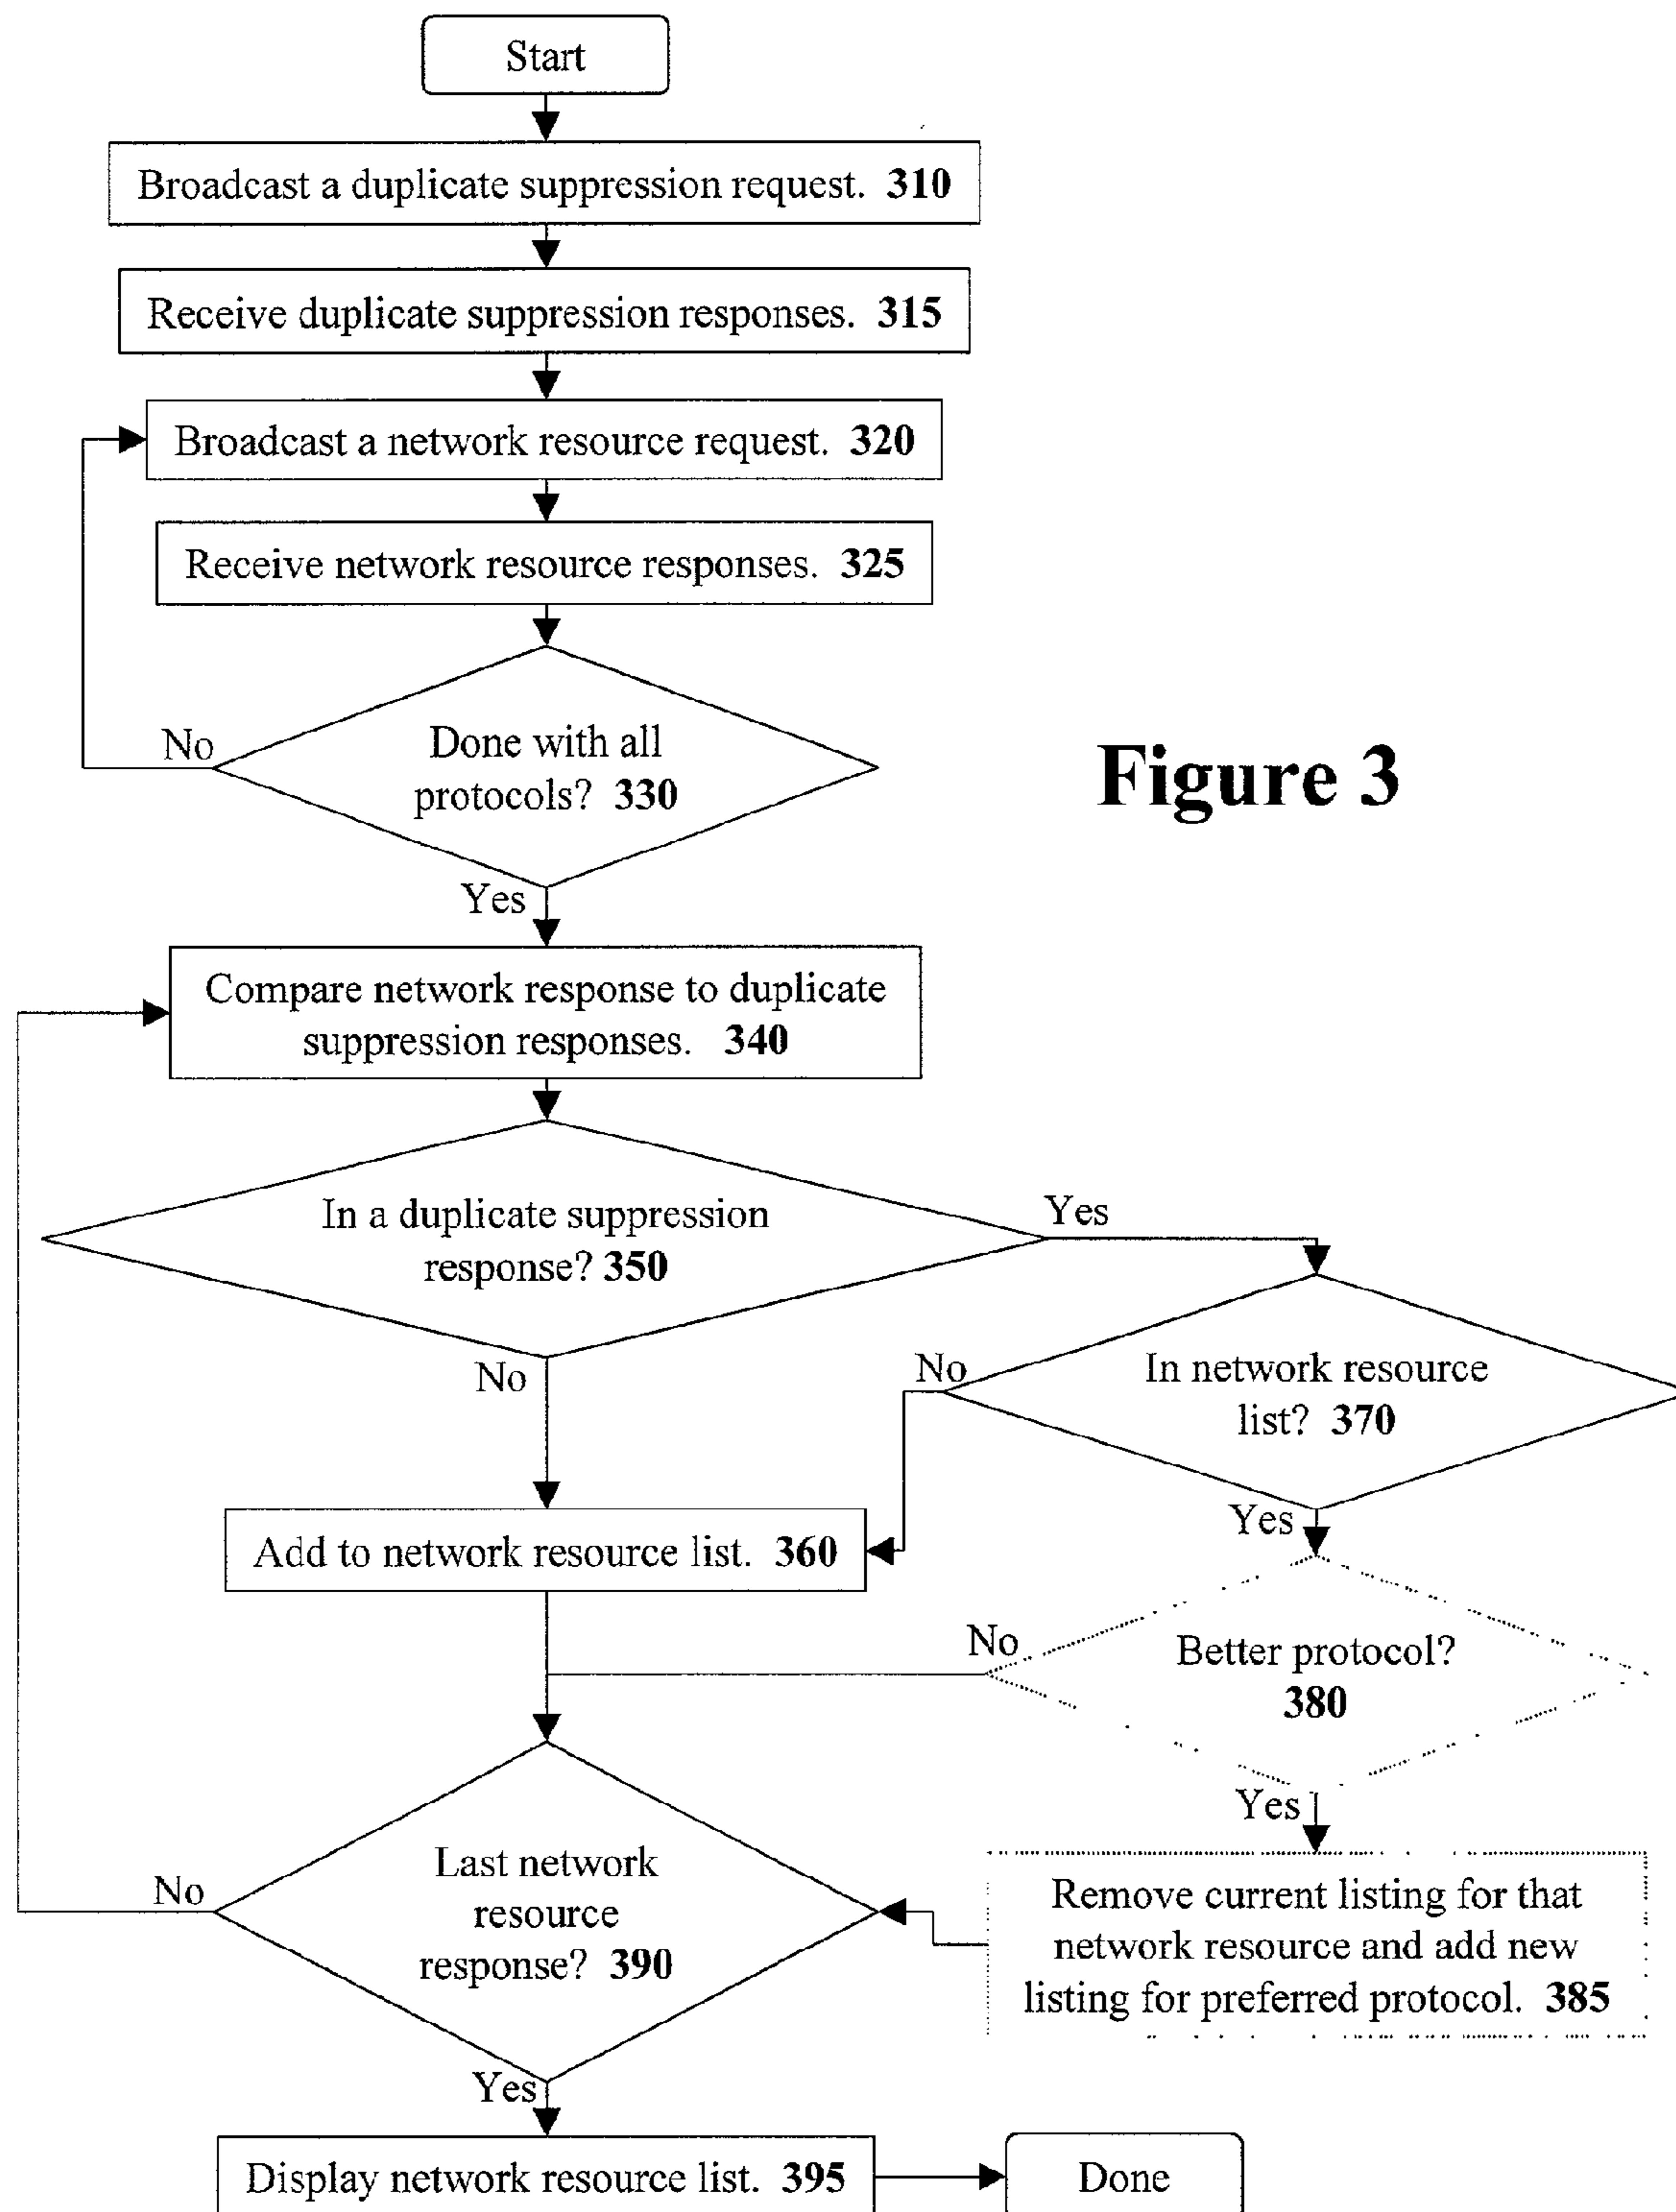 Start
Broadcast a duplicate suppression request. 310
Receive duplicate suppression responses. 315
Broadcast a network resource request. 320
Receive network resource responses. 325
No
Done with all
protocols? 330
Figure 3
Yes
Compare network response to duplicate
suppression responses. 340
In a duplicate suppression
response? 350
Yes
No
No
In network resource
list? 370
Yes
Add to network resource list. 360
No
Better protocol?
380
Yes
No
Last network
resource
response? 390
Remove current listing for that
network resource and add new
listing for preferred protocol. 385
Yes
Display network resource list. 395
Done